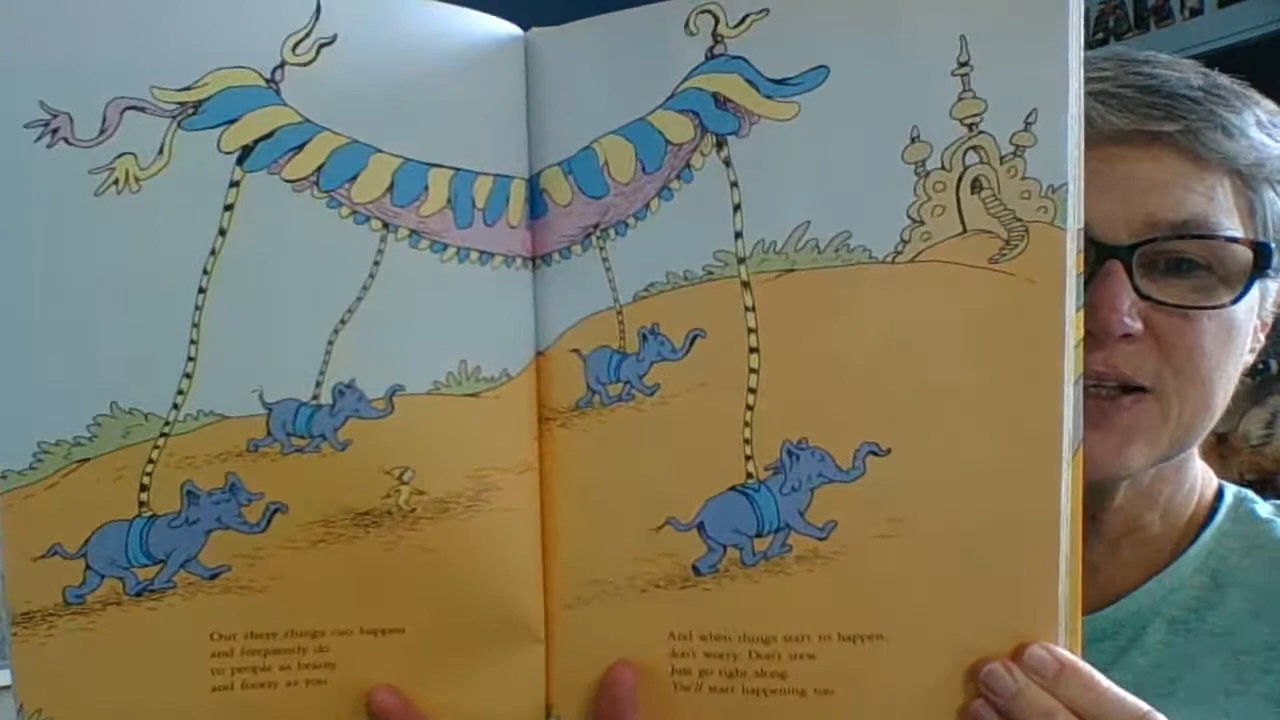 Out there things can happen
and frequently do
to people as brainy
and footsy as you.
And when things start to happen,
don't worry. Don't stew.
Just go right along.
You'll start happening too.